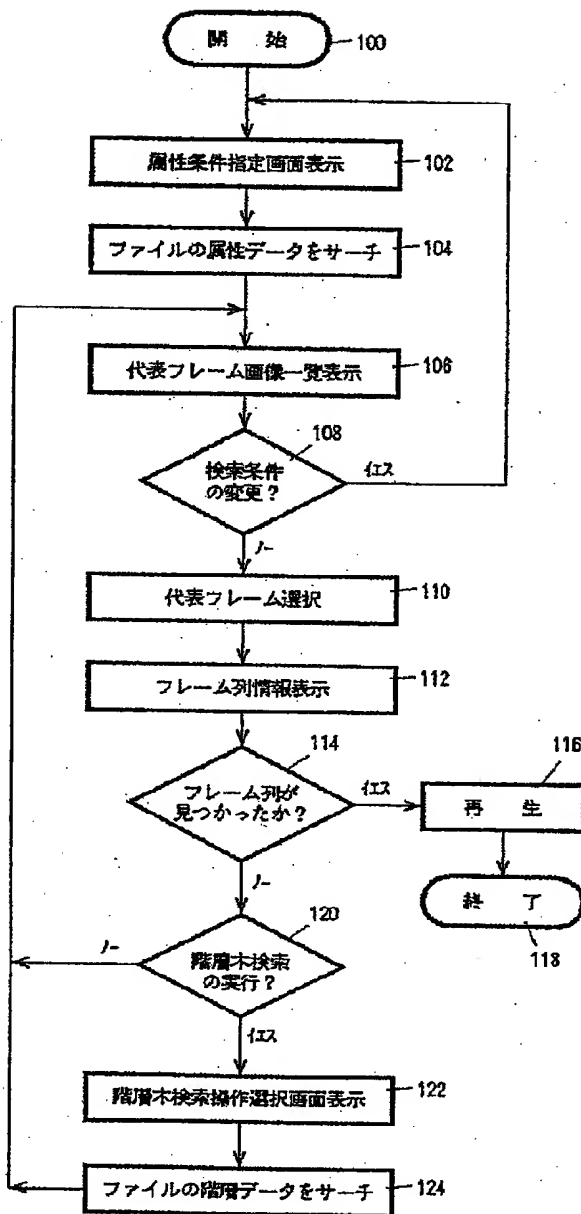 開 始
100
属性条件指定画面表示
102
ファイルの属性データをサーチ
104
代表フレーム画像一覧表示
106
108
検索条件
の変更?
イエス
ノー
代表フレーム選択
110
フレーム列情報表示
112
114
フレーム列が
見つかったか?
イエス
116
再 生
ノー
終 了
118
120
階層木検索
の実行?
ノー
イエス
階層木検索操作選択画面表示
122
ファイルの階層データをサーチ
124